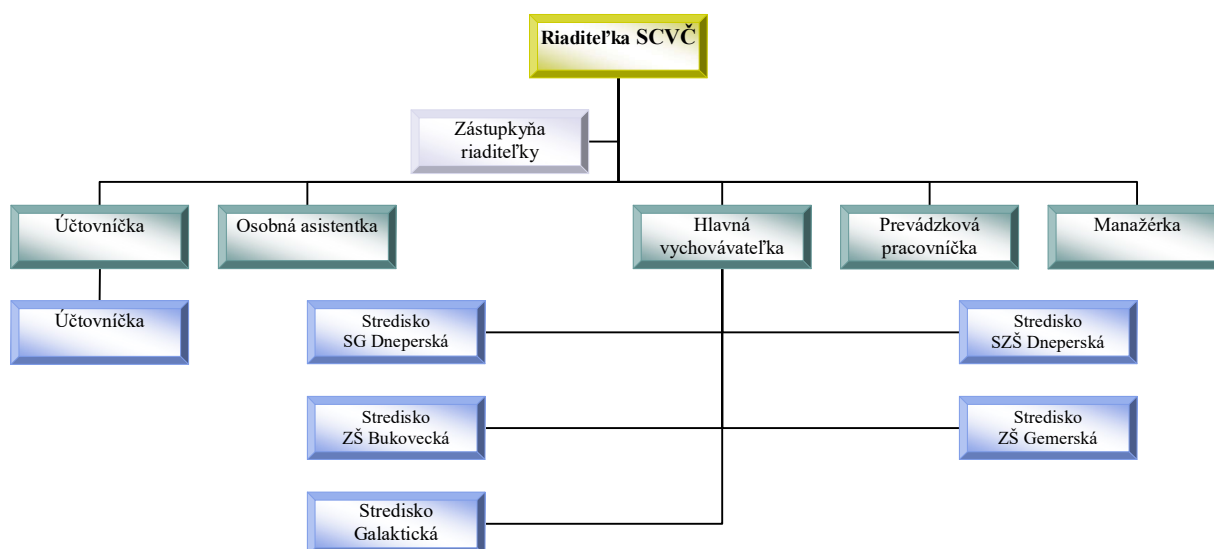 Riaditeľka SCVČ
Zástupkyňa
riaditeľky
Účtovníčka
Osobná asistentka
Hlavná
vychovávateľka
Prevádzková
pracovníčka
Manažérka
Účtovníčka
Stredisko
SG Dneperská
Stredisko
SZŠ Dneperská
Stredisko
ZŠ Bukovecká
Stredisko
ZŠ Gemerská
Stredisko
Galaktická